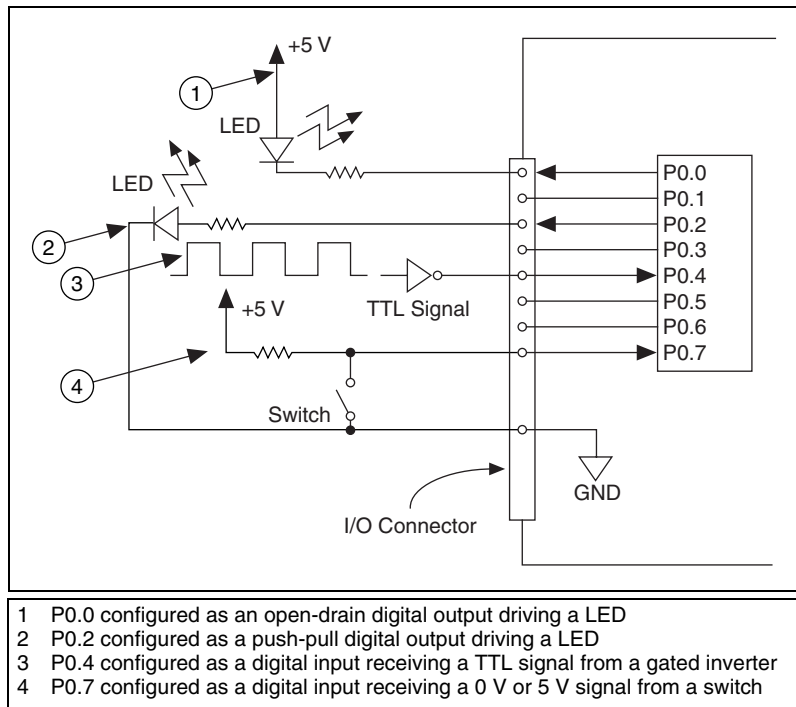 +5 V
1
LED
LED
P0.0
P0.1
P0.2
2
P0.3
3
P0.4
TTL Signal
+5 V
P0.5
P0.6
P0.7
4
Switch
GND
I/O Connector
1 P0.0 configured as an open-drain digital output driving a LED
2 P0.2 configured as a push-pull digital output driving a LED
3 P0.4 configured as a digital input receiving a TTL signal from a gated inverter
4 P0.7 configured as a digital input receiving a 0 V or 5 V signal from a switch